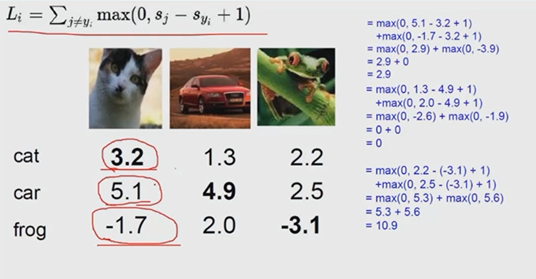 L_i = ∑_{j≠y_i} max(0, s_j − s_{y_i} + 1)
cat 3.2 1.3 2.2
car 5.1 4.9 2.5
frog -1.7 2.0 -3.1
= max(0, 5.1 - 3.2 + 1)
+max(0, -1.7 - 3.2 + 1)
= max(0, 2.9) + max(0, -3.9)
= 2.9 + 0
= 2.9
= max(0, 1.3 - 4.9 + 1)
+max(0, 2.0 - 4.9 + 1)
= max(0, -2.6) + max(0, -1.9)
= 0 + 0
= 0
= max(0, 2.2 - (-3.1) + 1)
+max(0, 2.5 - (-3.1) + 1)
= max(0, 5.3) + max(0, 5.6)
= 5.3 + 5.6
= 10.9